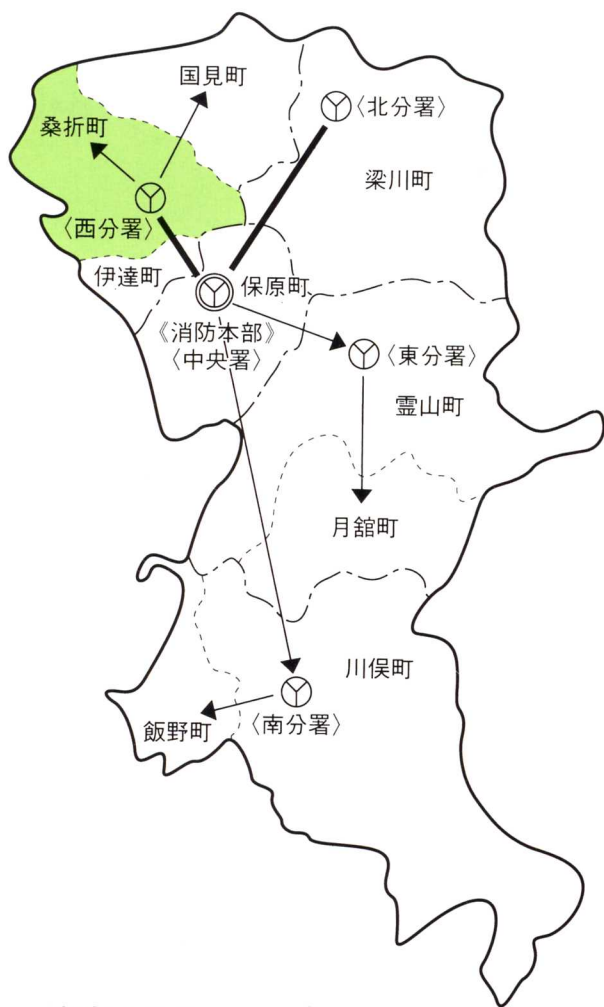 国見町
〈北分署〉
桑折町
梁川町
〈西分署〉
伊達町
保原町
《消防本部》
〈中央署〉
〈東分署〉
霊山町
月舘町
川俣町
飯野町
〈南分署〉